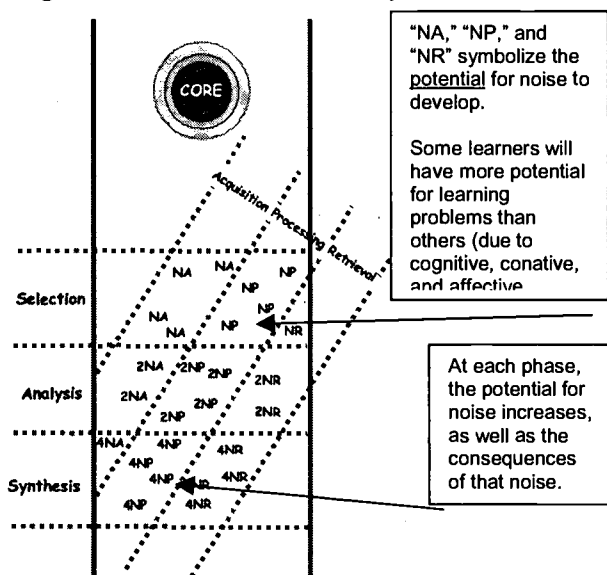 CORE
"NA," "NP," and
"NR" symbolize the
potential for noise to
develop.
Some learners will
have more potential
for learning
problems than
others (due to
cognitive, conative,
and affective
Acquisition Processing Retrieval
Selection
NA NA NP
NP
NA NP
NA NP NR
Analysis
2NA 2NP 2NP 2NR
2NA 2NP 2NR
2NP
Synthesis
4NA 4NP 4NR
4NP
4NP 4NR
4NP 4NR
At each phase,
the potential for
noise increases,
as well as the
consequences
of that noise.